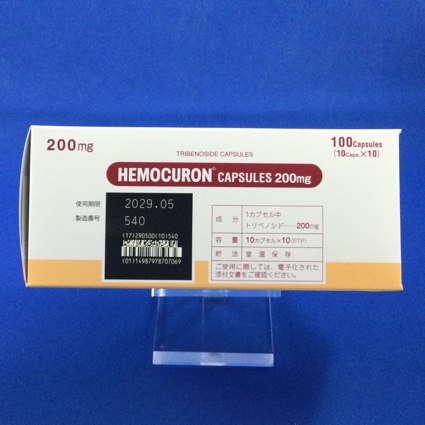 200mg
100Capsules
(10Caps.×10)
TRIBENOSIDE CAPSULES
HEMOCURON® CAPSULES 200mg
使用期限 2029.05
製造番号 540
(17)290500(10)540
(01)14987978707069
成分 1カプセル中
トリベノシド──200mg
容量 10カプセル×10(PTP)
貯法 室温保存
ご使用に際しては、電子化された
添付文書をご確認ください。